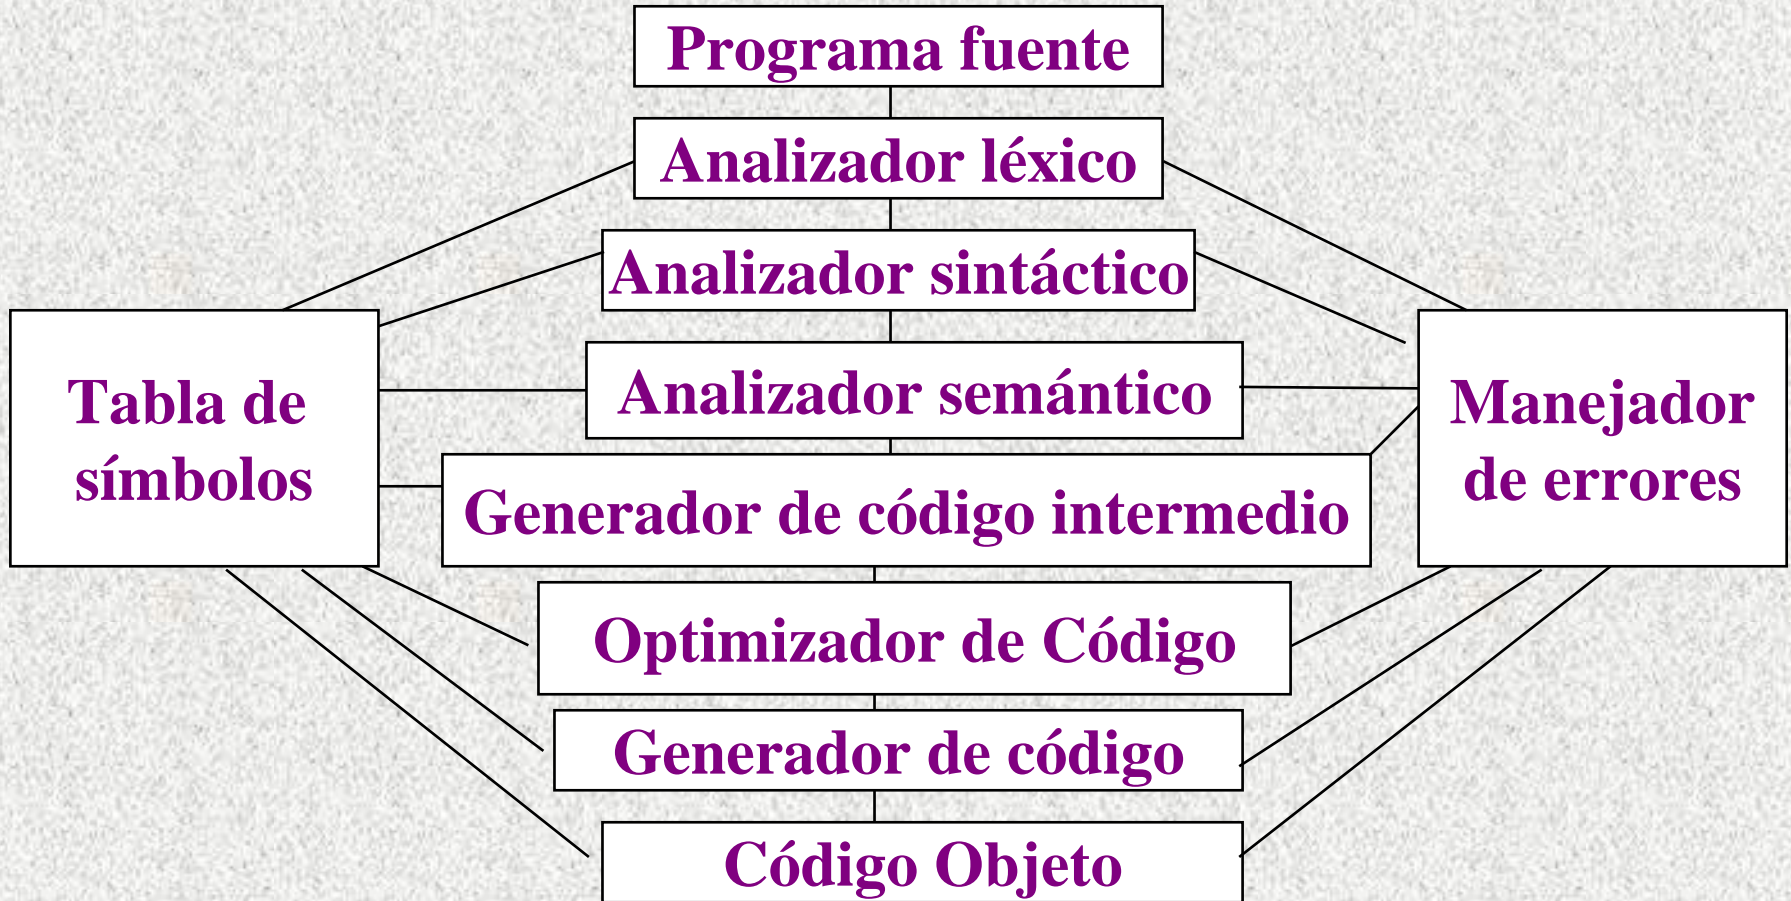 Programa fuente
Analizador léxico
Analizador sintáctico
Analizador semántico
Tabla de
símbolos
Manejador
de errores
Generador de código intermedio
Optimizador de Código
Generador de código
Código Objeto